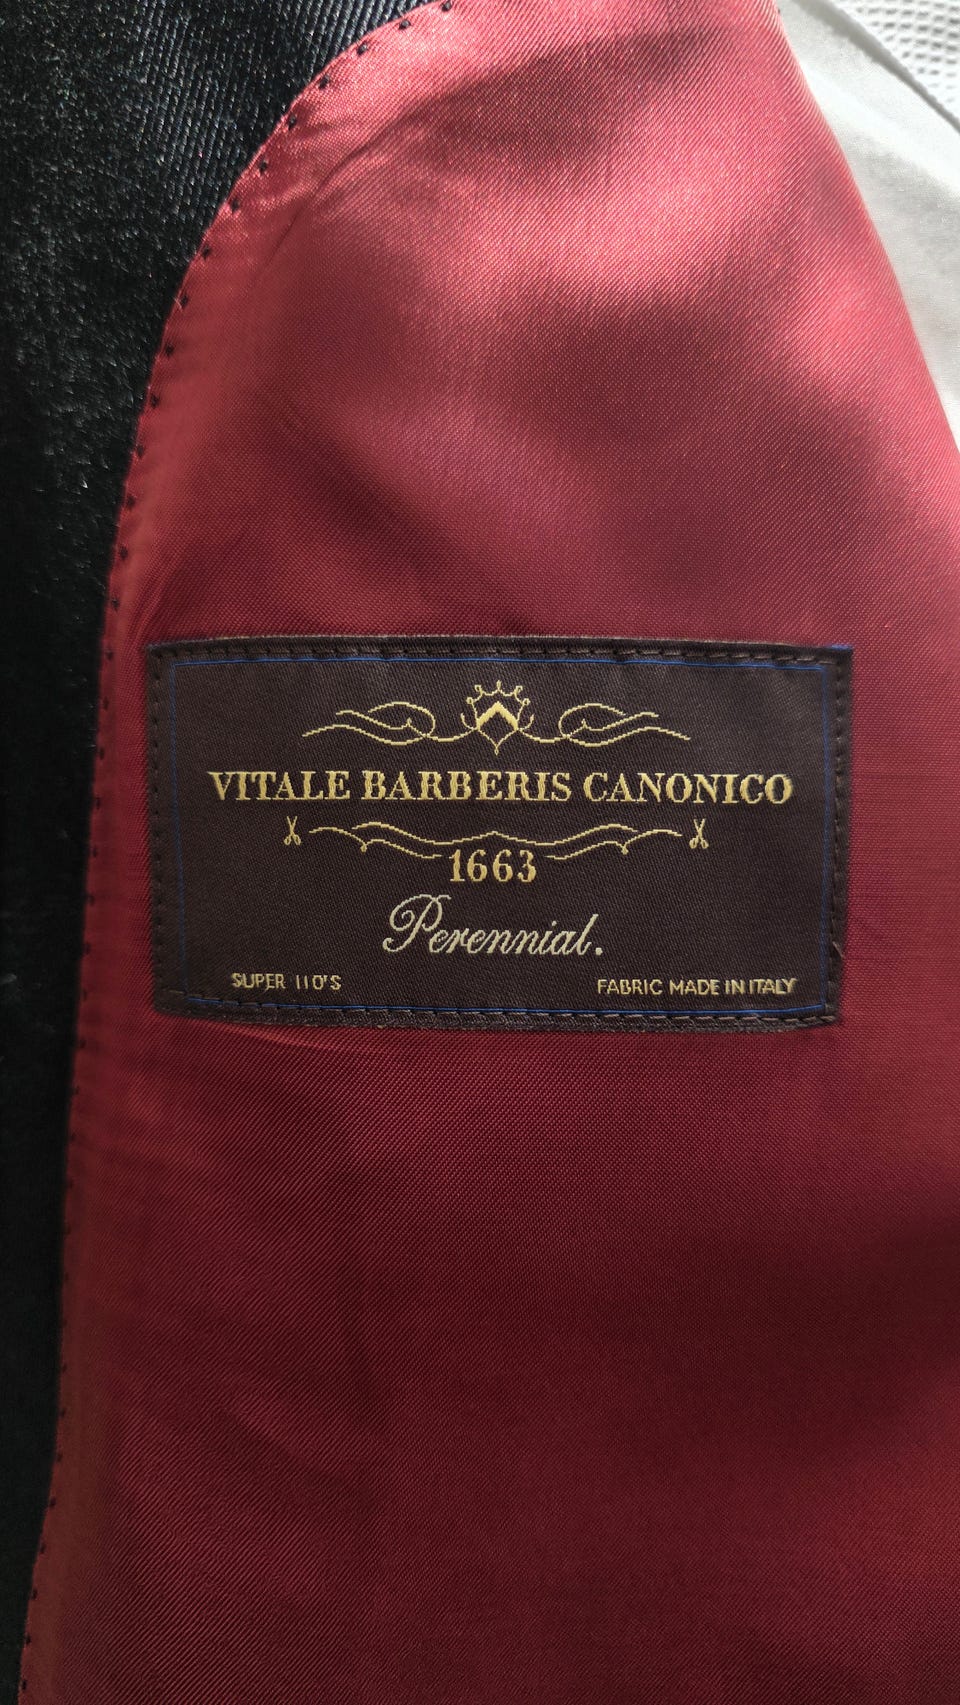 VITALE BARBERIS CANONICO
1663
Perennial.
SUPER 110'S
FABRIC MADE IN ITALY